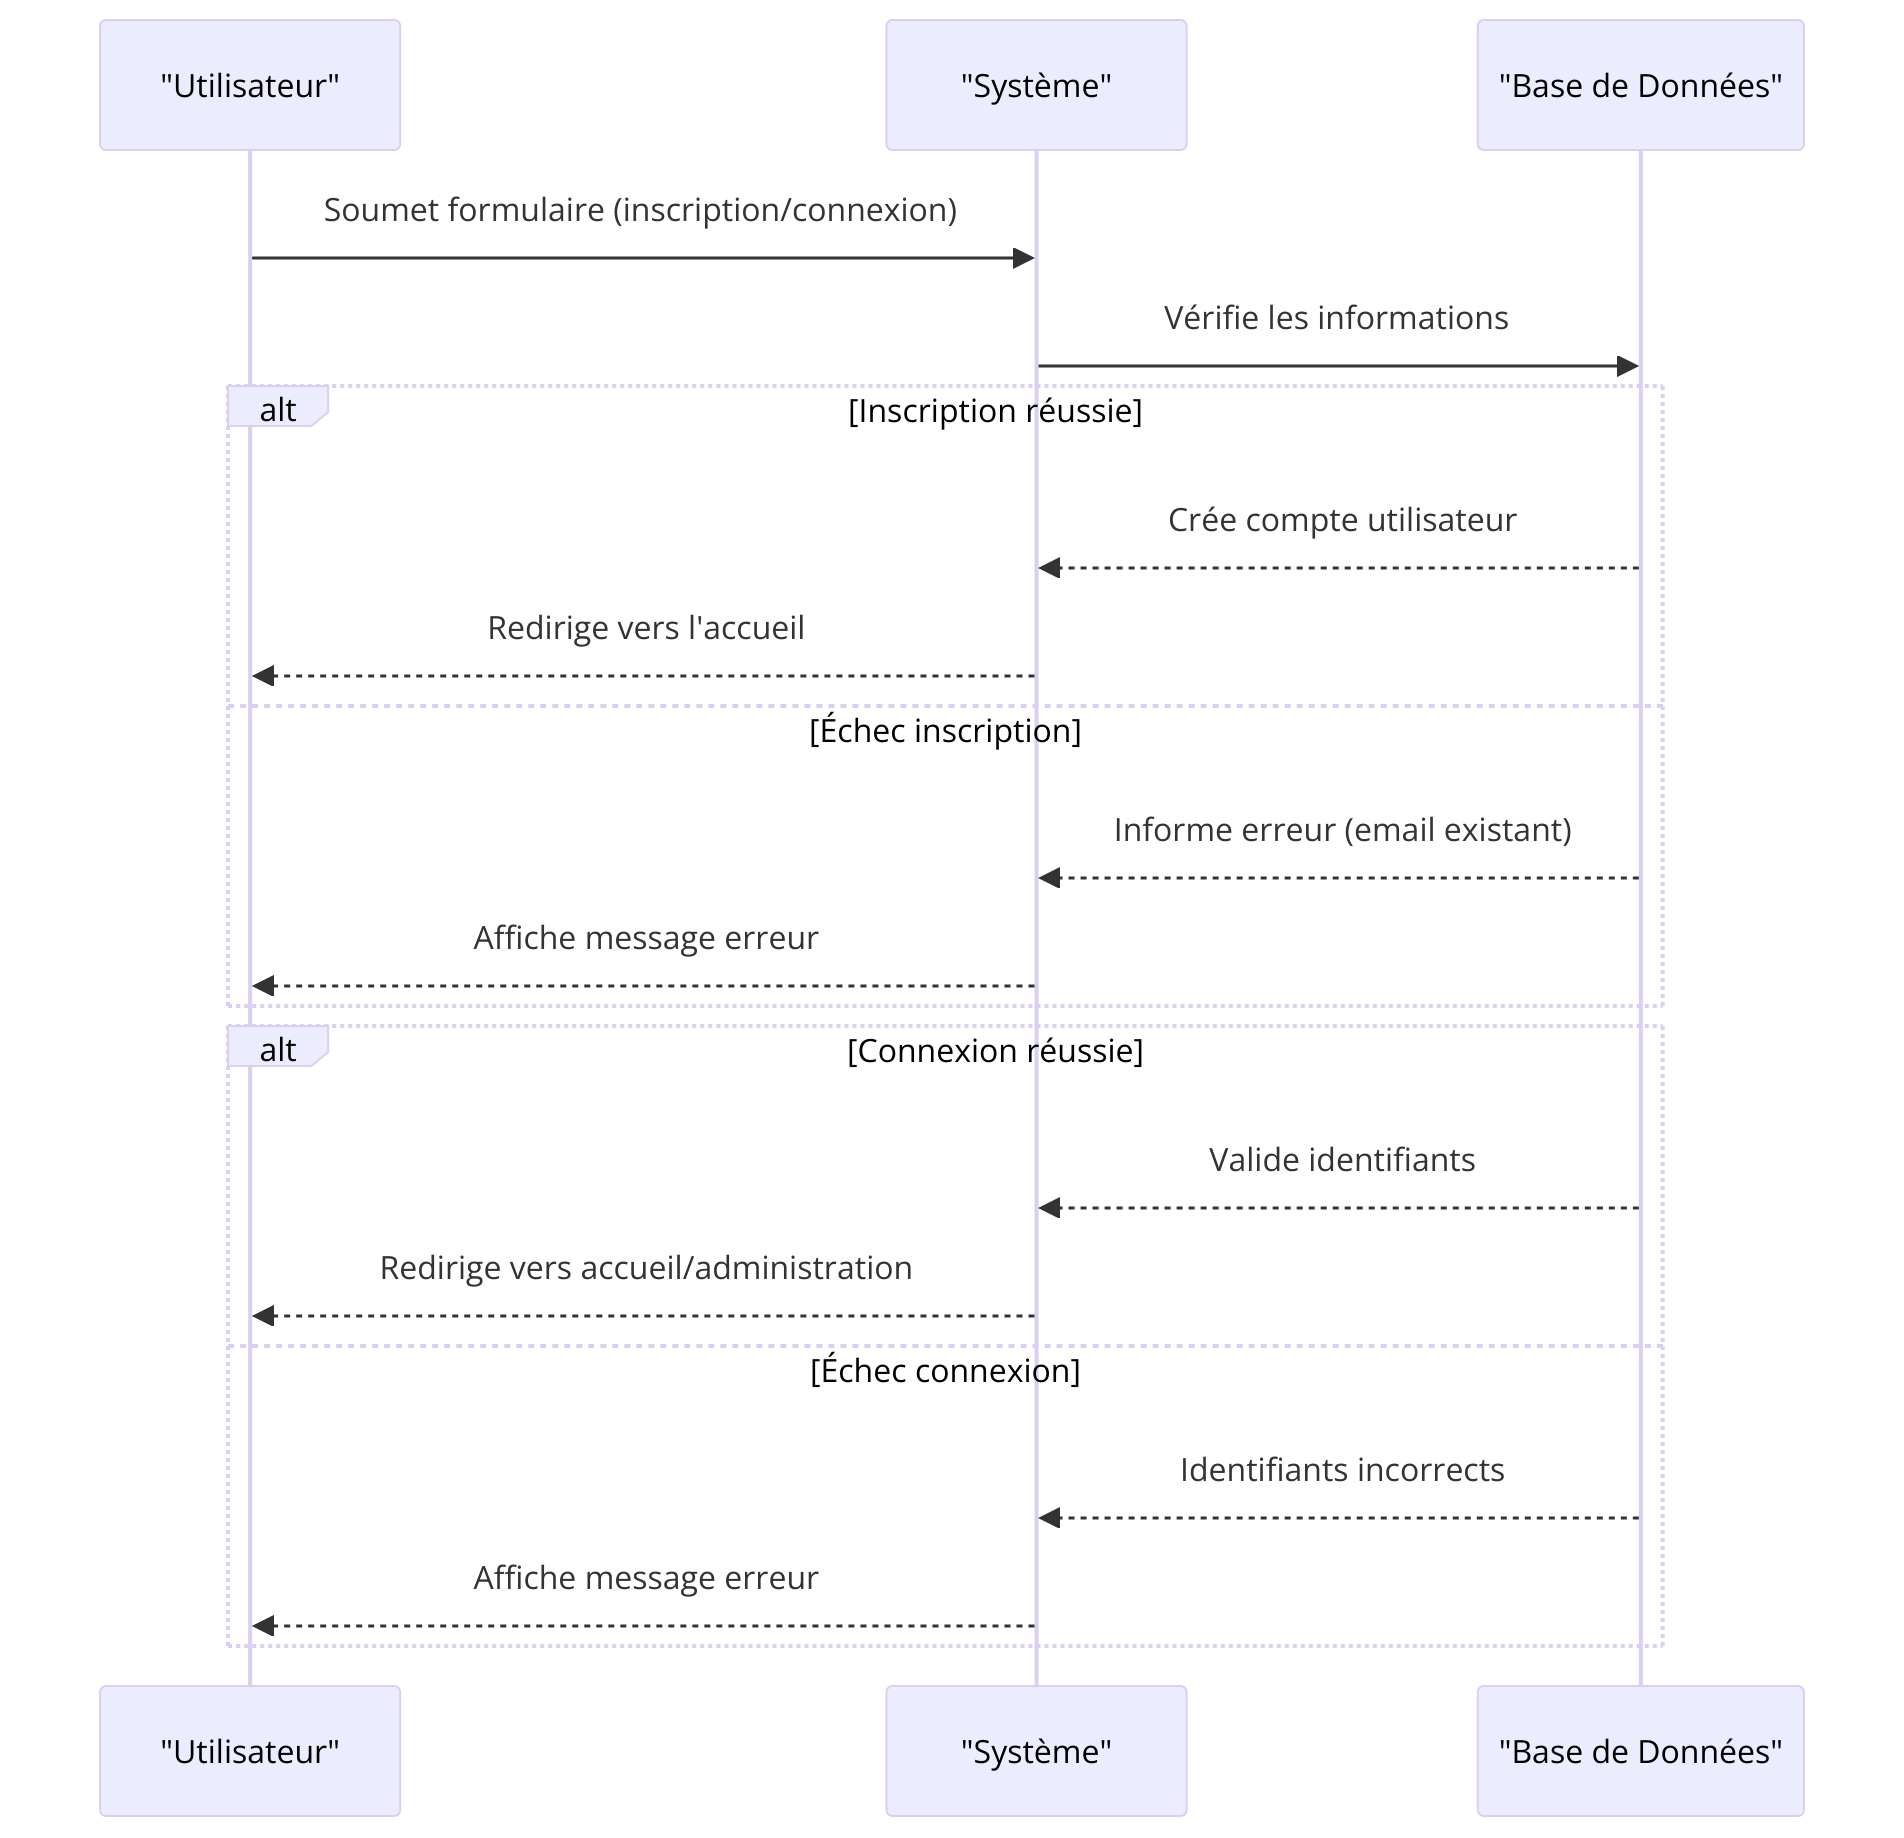 "Utilisateur"
"Système"
"Base de Données"
Soumet formulaire (inscription/connexion)
Vérifie les informations
alt
[Inscription réussie]
Crée compte utilisateur
Redirige vers l'accueil
[Échec inscription]
Informe erreur (email existant)
Affiche message erreur
alt
[Connexion réussie]
Valide identifiants
Redirige vers accueil/administration
[Échec connexion]
Identifiants incorrects
Affiche message erreur
"Utilisateur"
"Système"
"Base de Données"